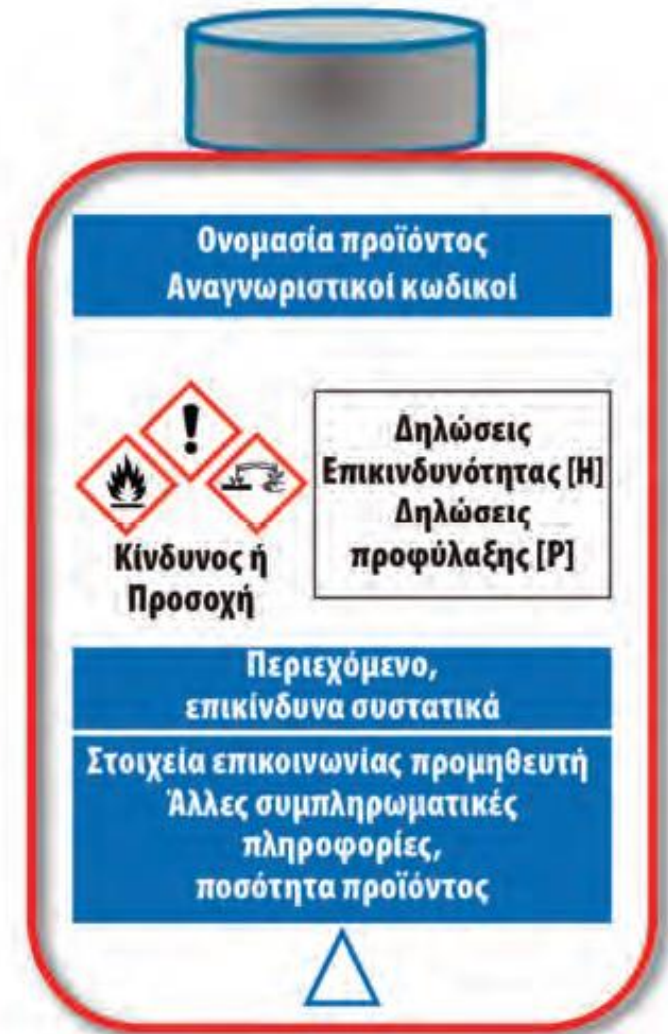 Ονομασία προϊόντος
Αναγνωριστικοί κωδικοί
!
Κίνδυνος ή
Προσοχή
Δηλώσεις
Επικινδυνότητας [Η]
Δηλώσεις
προφύλαξης [P]
Περιεχόμενο,
επικίνδυνα συστατικά
Στοιχεία επικοινωνίας προμηθευτή
Άλλες συμπληρωματικές
πληροφορίες,
ποσότητα προϊόντος